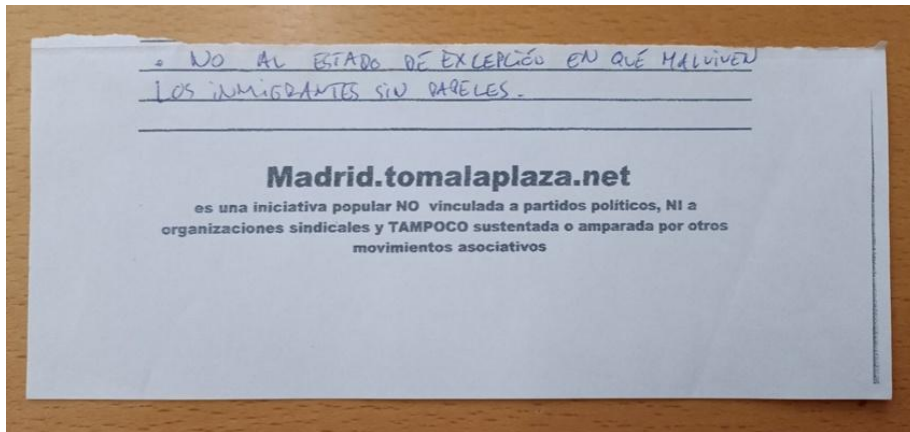 • NO AL ESTADO DE EXCEPCIÓN EN QUÉ MALVIVEN
LOS INMIGRANTES SIN PAPELES.
Madrid.tomalaplaza.net
es una iniciativa popular NO vinculada a partidos políticos, NI a
organizaciones sindicales y TAMPOCO sustentada o amparada por otros
movimientos asociativos